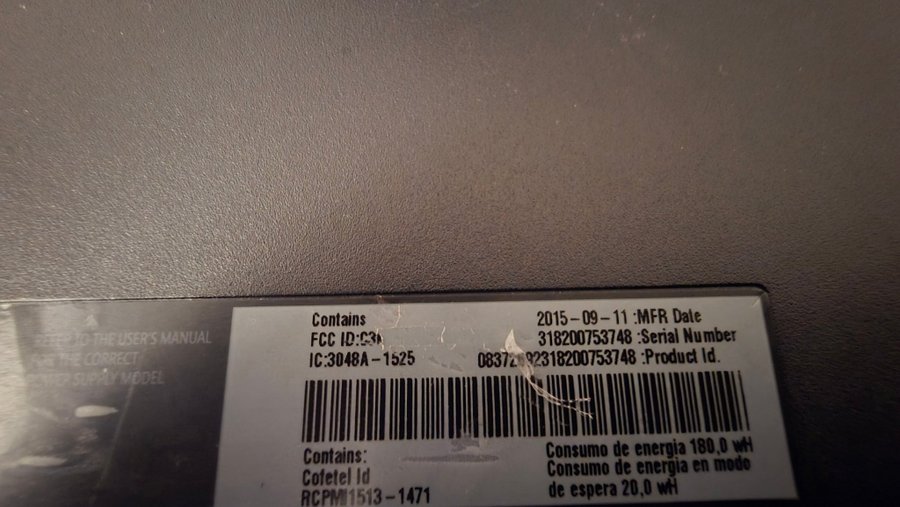 THE USER'S MANUAL
FOR THE CORRECT
SUPPLY MODEL
Contains
FCC ID:C3
IC:3048A-1525
2015-09-11 :MFR Date
318200753748 :Serial Number
:Product Id.
Contains:
Cofetel Id
RCPMI1513-1471
Consumo de energia 180,0 wH
Consumo de energia en modo
de espera 20,0 wH